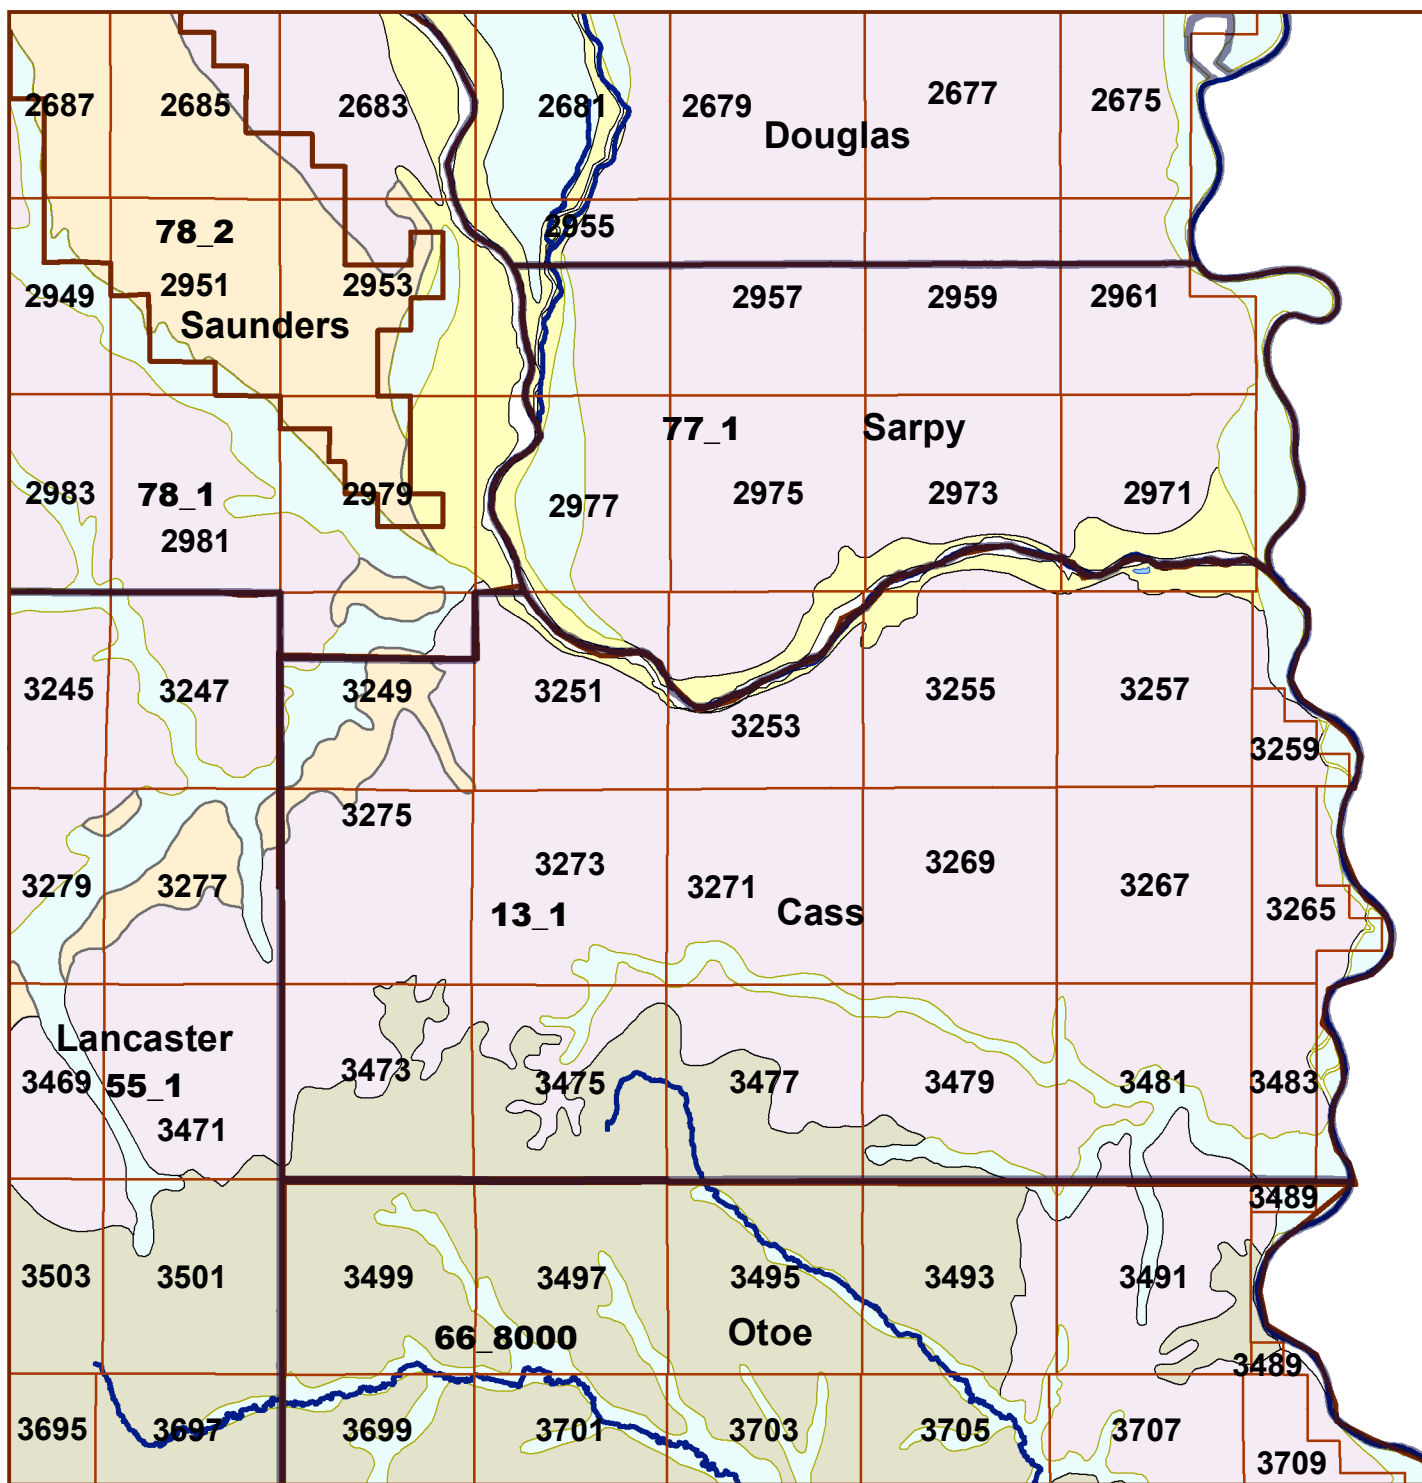 2687 2685 2683 2681 2679 2677 2675
Douglas
78_2 2955
2949 2951 2953 2957 2959 2961
Saunders
77_1 Sarpy
2983 78_1 2979 2977 2975 2973 2971
2981
3245 3247 3249 3251 3253 3255 3257
3259
3275
3279 3277 3273 3271 3269 3267 3265
13_1 Cass
Lancaster
3469 55_1 3473 3475 3477 3479 3481 3483
3471
3489
3503 3501 3499 3497 3495 3493 3491
66_8000 Otoe
3489
3695 3697 3699 3701 3703 3705 3707
3709